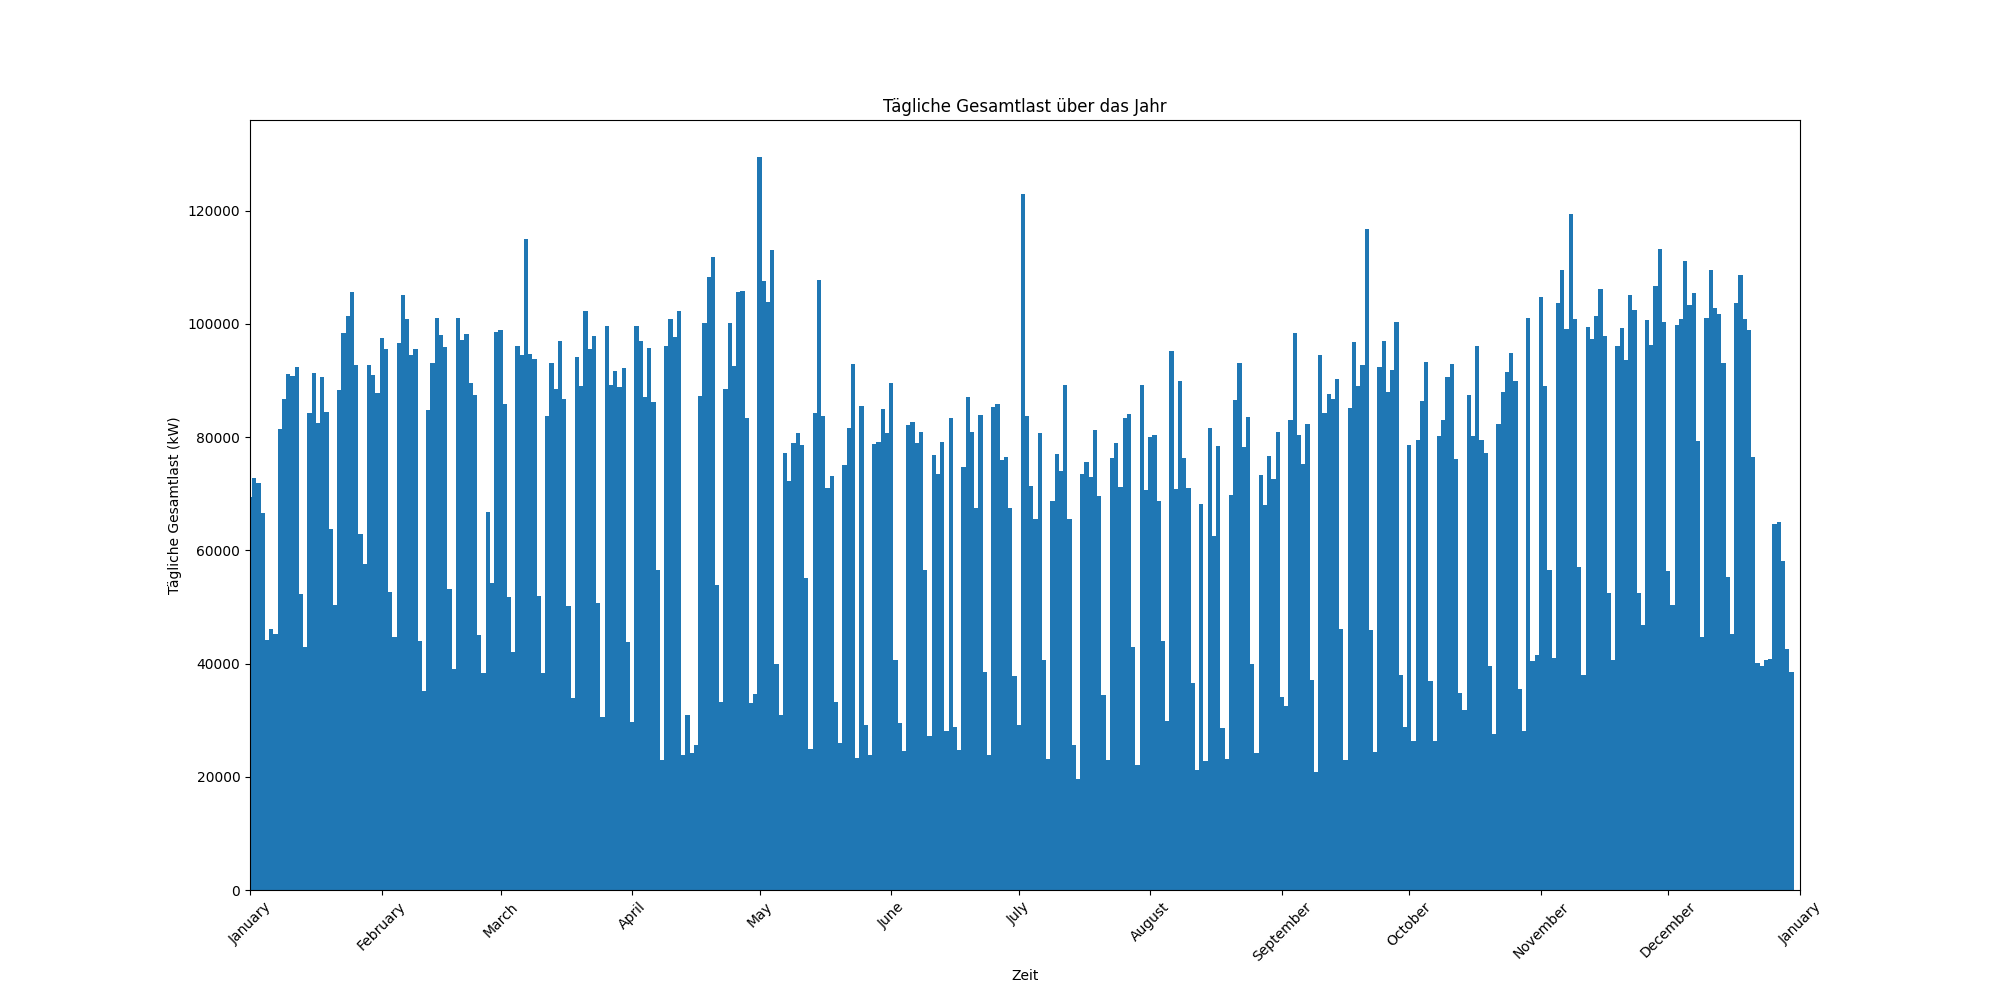 Tägliche Gesamtlast über das Jahr
Tägliche Gesamtlast (kW)
120000
100000
80000
60000
40000
20000
0
January
February
March
April
May
June
July
August
September
October
November
December
January
Zeit